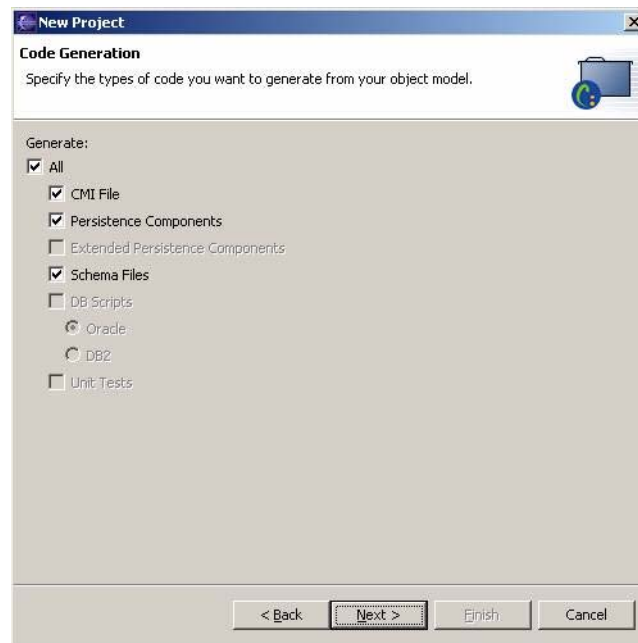 New Project
Code Generation
Specify the types of code you want to generate from your object model.
Generate:
All
CMI File
Persistence Components
Extended Persistence Components
Schema Files
DB Scripts
Oracle
DB2
Unit Tests
< Back Next > Finish Cancel